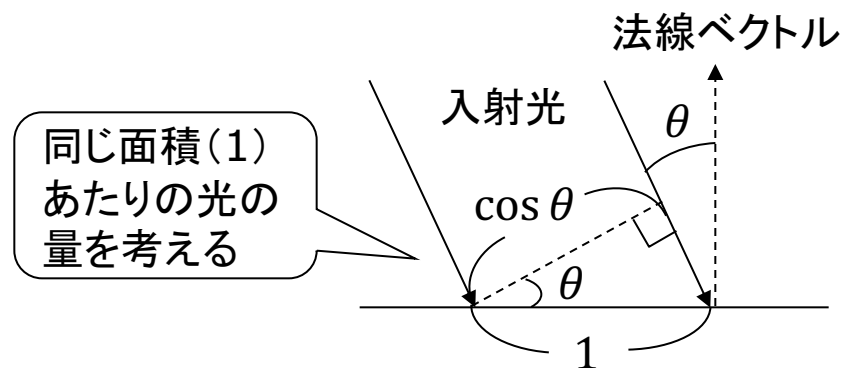 法線ベクトル
入射光
θ
同じ面積(1)
あたりの光の
量を考える
cos θ
θ
1